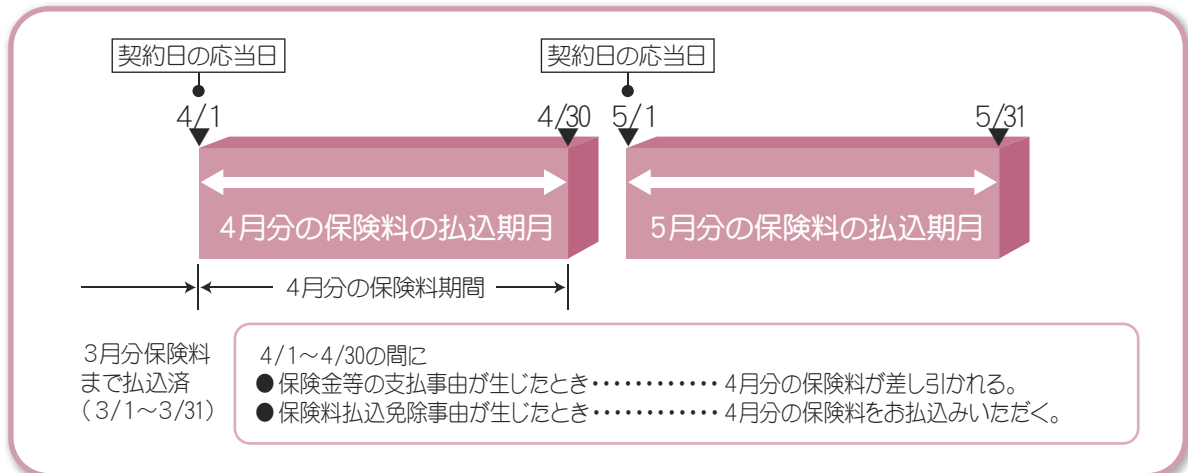 契約日の応当日 契約日の応当日
4/1 4/30 5/1 5/31
4月分の保険料の払込期月 5月分の保険料の払込期月
4月分の保険料期間
3月分保険料
まで払込済
(3/1～3/31)
4/1～4/30の間に
●保険金等の支払事由が生じたとき‥‥‥‥‥‥4月分の保険料が差し引かれる。
●保険料払込免除事由が生じたとき‥‥‥‥‥‥4月分の保険料をお払込みいただく。